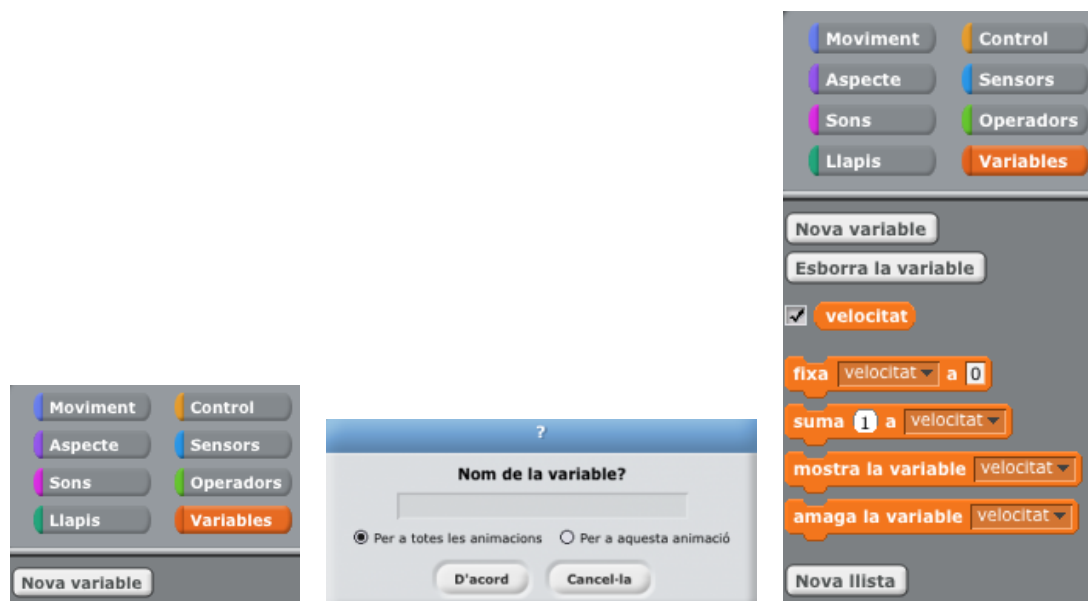 Moviment Control
Aspecte Sensors
Sons Operadors
Llapis Variables
Nova variable
?
Nom de la variable?
Per a totes les animacions Per a aquesta animació
D'acord Cancel·la
Moviment Control
Aspecte Sensors
Sons Operadors
Llapis Variables
Nova variable
Esborra la variable
velocitat
fixa velocitat a 0
suma 1 a velocitat
mostra la variable velocitat
amaga la variable velocitat
Nova llista